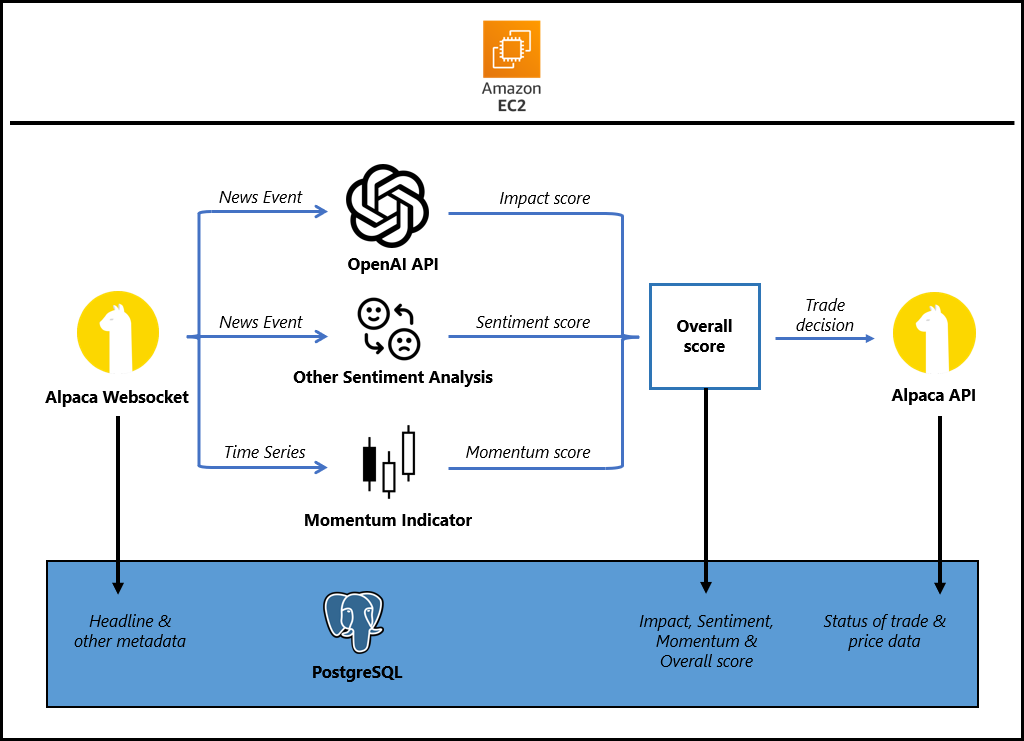 Amazon
EC2
News Event
Impact score
OpenAI API
News Event
Sentiment score
Other Sentiment Analysis
Alpaca Websocket
Overall
score
Trade
decision
Alpaca API
Time Series
Momentum score
Momentum Indicator
Headline &
other metadata
PostgreSQL
Impact, Sentiment,
Momentum &
Overall score
Status of trade &
price data